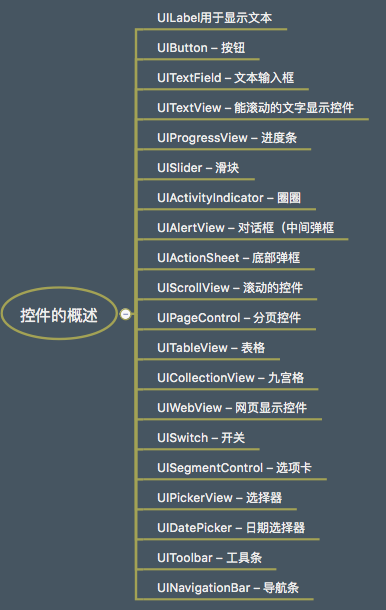 UILabel用于显示文本
UIButton – 按钮
UITextField – 文本输入框
UITextView – 能滚动的文字显示控件
UIProgressView – 进度条
UISlider – 滑块
UIActivityIndicator – 圈圈
UIAlertView – 对话框（中间弹框
UIActionSheet – 底部弹框
UIScrollView – 滚动的控件
控件的概述
UIPageControl – 分页控件
UITableView – 表格
UICollectionView – 九宫格
UIWebView – 网页显示控件
UISwitch – 开关
UISegmentControl – 选项卡
UIPickerView – 选择器
UIDatePicker – 日期选择器
UIToolbar – 工具条
UINavigationBar – 导航条